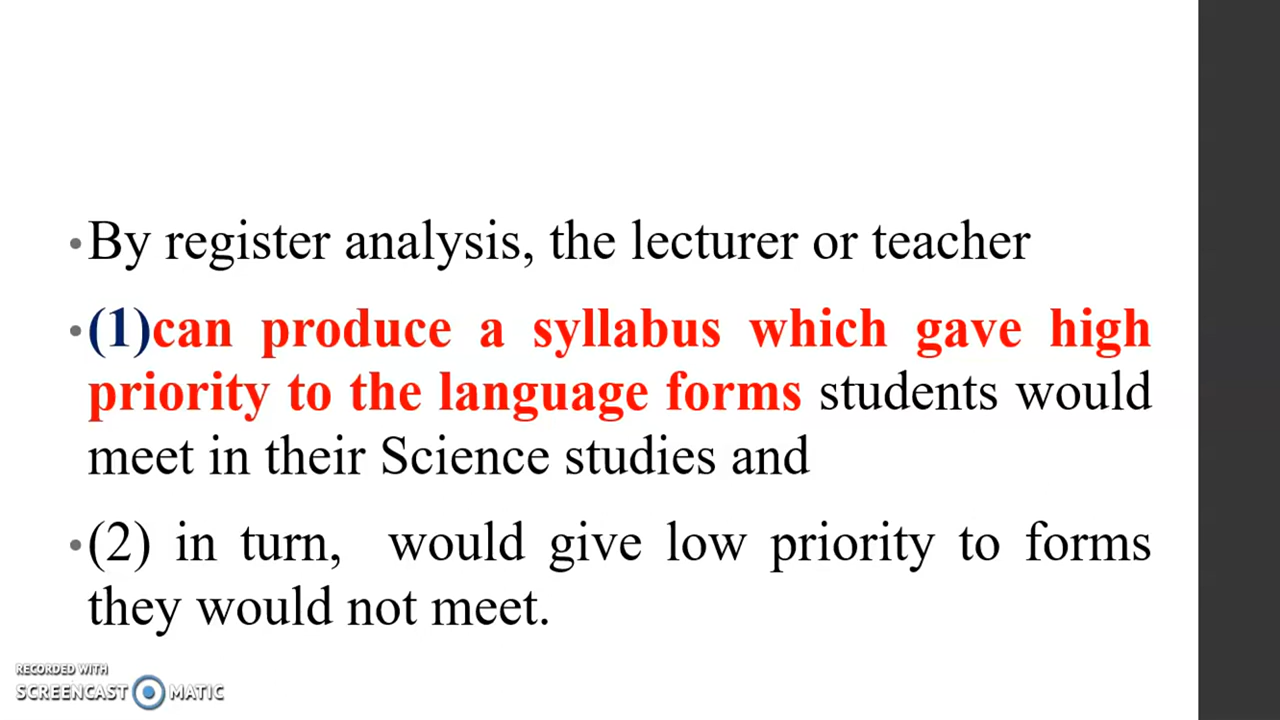 •By register analysis, the lecturer or teacher
•(1)can produce a syllabus which gave high
priority to the language forms students would
meet in their Science studies and
•(2) in turn, would give low priority to forms
they would not meet.
RECORDED WITH
SCREENCAST MATIC